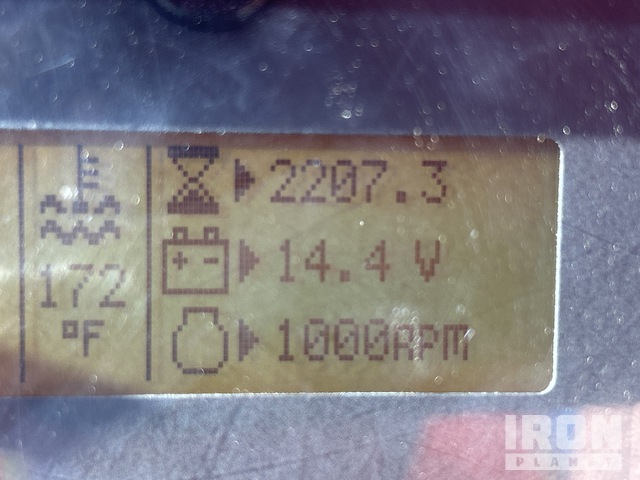 2207.3
14.4 V
172
°F
1000RPM
IRON
PLANET